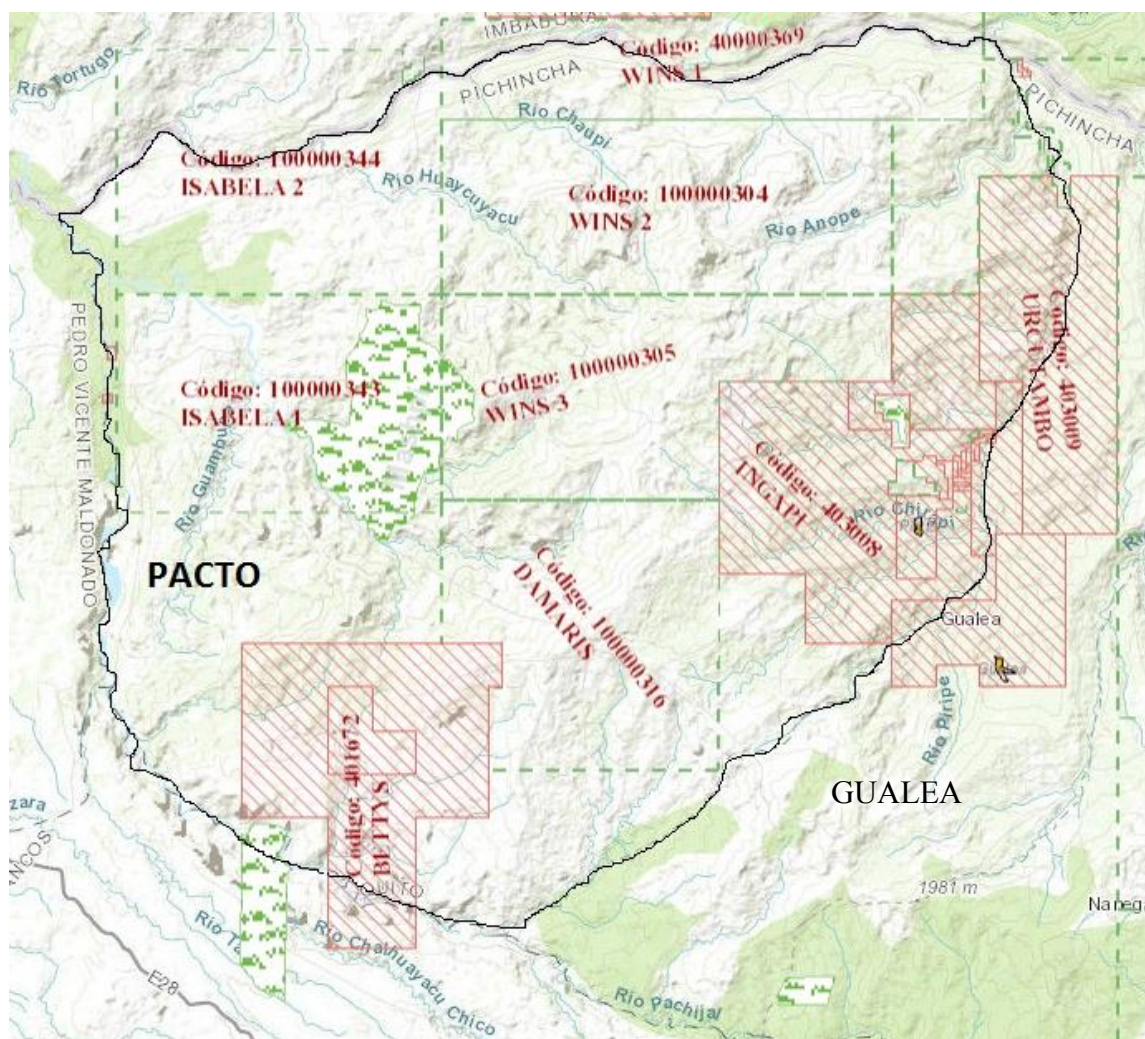 IMBABURA
Código: 40000369
WINS 1
PICHINCHA
Río Tortugo
PICHINCHA
Río Chaupi
Código: 100000344
ISABELA 2
Río Huaycuyacu
Código: 100000304
WINS 2
Río Anope
Código: 403009
URCUTAMBO
PEDRO VICENTE MALDONADO
Código: 100000343
ISABELA 1
Código: 100000305
WINS 3
Código: 403008
INGAPI
Río Chirapi
PACTO
Código: 100000316
DAMARIS
Gualea
Gualea
Río Piripe
Código: 401672
BETTYS
GUALEA
1981 m
Naneg
QUITO
E28
Río Chalhuayacu Chico
Río Pachijal